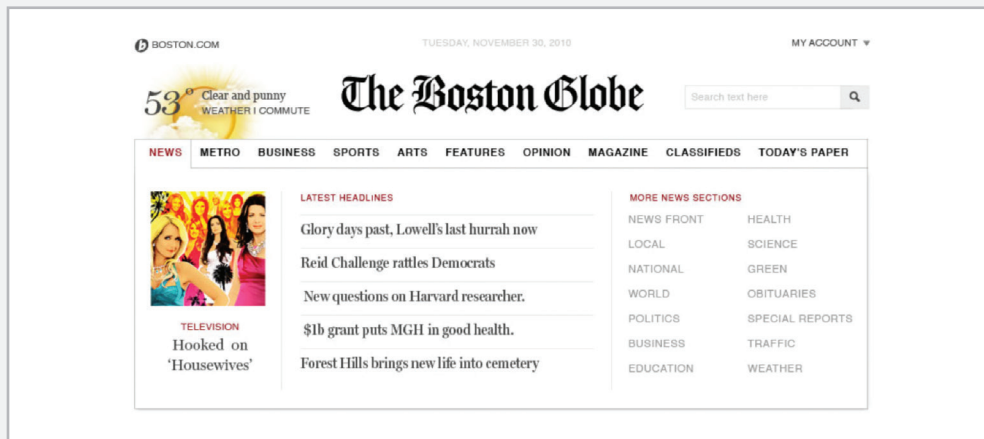 BOSTON.COM
TUESDAY, NOVEMBER 30, 2010
MY ACCOUNT
53°
Clear and punny
WEATHER I COMMUTE
The Boston Globe
Search text here
NEWS METRO BUSINESS SPORTS ARTS FEATURES OPINION MAGAZINE CLASSIFIEDS TODAY'S PAPER
TELEVISION
Hooked on
‘Housewives’
LATEST HEADLINES
Glory days past, Lowell’s last hurrah now
Reid Challenge rattles Democrats
New questions on Harvard researcher.
$1b grant puts MGH in good health.
Forest Hills brings new life into cemetery
MORE NEWS SECTIONS
NEWS FRONT
LOCAL
NATIONAL
WORLD
POLITICS
BUSINESS
EDUCATION
HEALTH
SCIENCE
GREEN
OBITUARIES
SPECIAL REPORTS
TRAFFIC
WEATHER